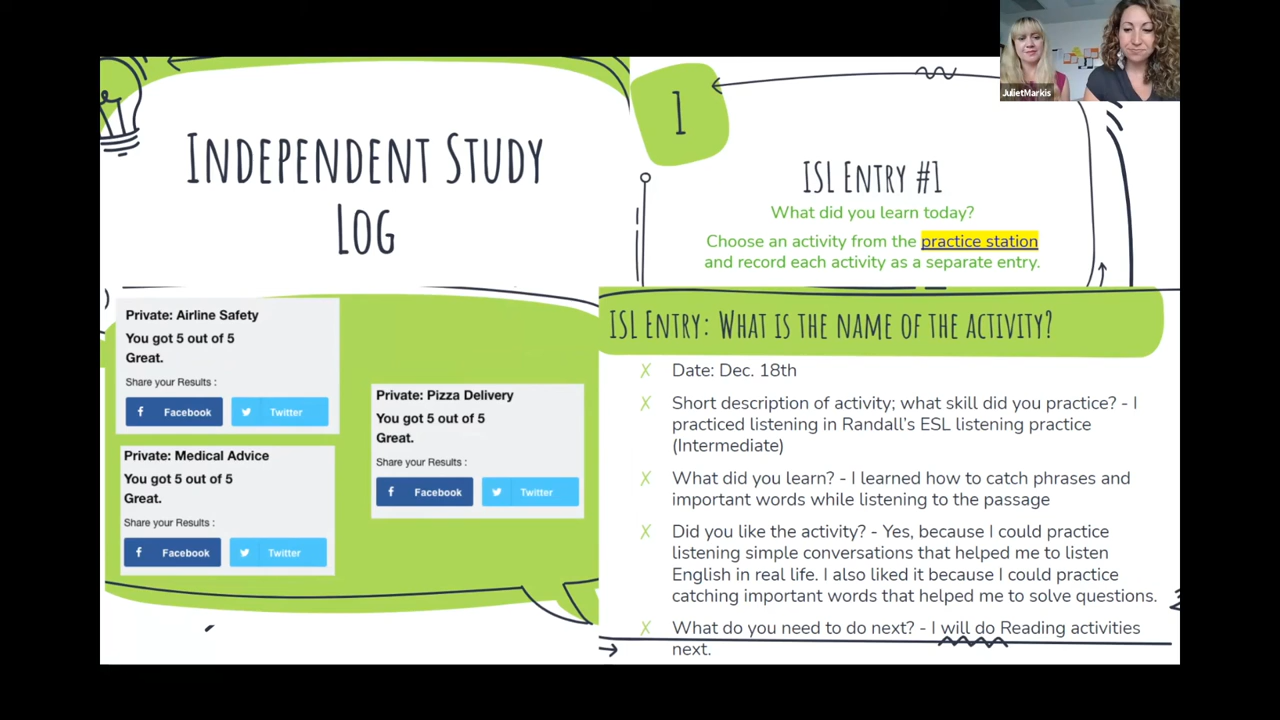 JulietMarkis
INDEPENDENT STUDY
LOG
1
ISL ENTRY #1
What did you learn today?
Choose an activity from the practice station
and record each activity as a separate entry.
Private: Airline Safety
You got 5 out of 5
Great.
Share your Results :
Facebook
Twitter
Private: Medical Advice
You got 5 out of 5
Great.
Share your Results :
Facebook
Twitter
Private: Pizza Delivery
You got 5 out of 5
Great.
Share your Results :
Facebook
Twitter
ISL ENTRY: WHAT IS THE NAME OF THE ACTIVITY?
Date: Dec. 18th
Short description of activity; what skill did you practice? - I
practiced listening in Randall's ESL listening practice
(Intermediate)
What did you learn? - I learned how to catch phrases and
important words while listening to the passage
Did you like the activity? - Yes, because I could practice
listening simple conversations that helped me to listen
English in real life. I also liked it because I could practice
catching important words that helped me to solve questions.
What do you need to do next? - I will do Reading activities
next.